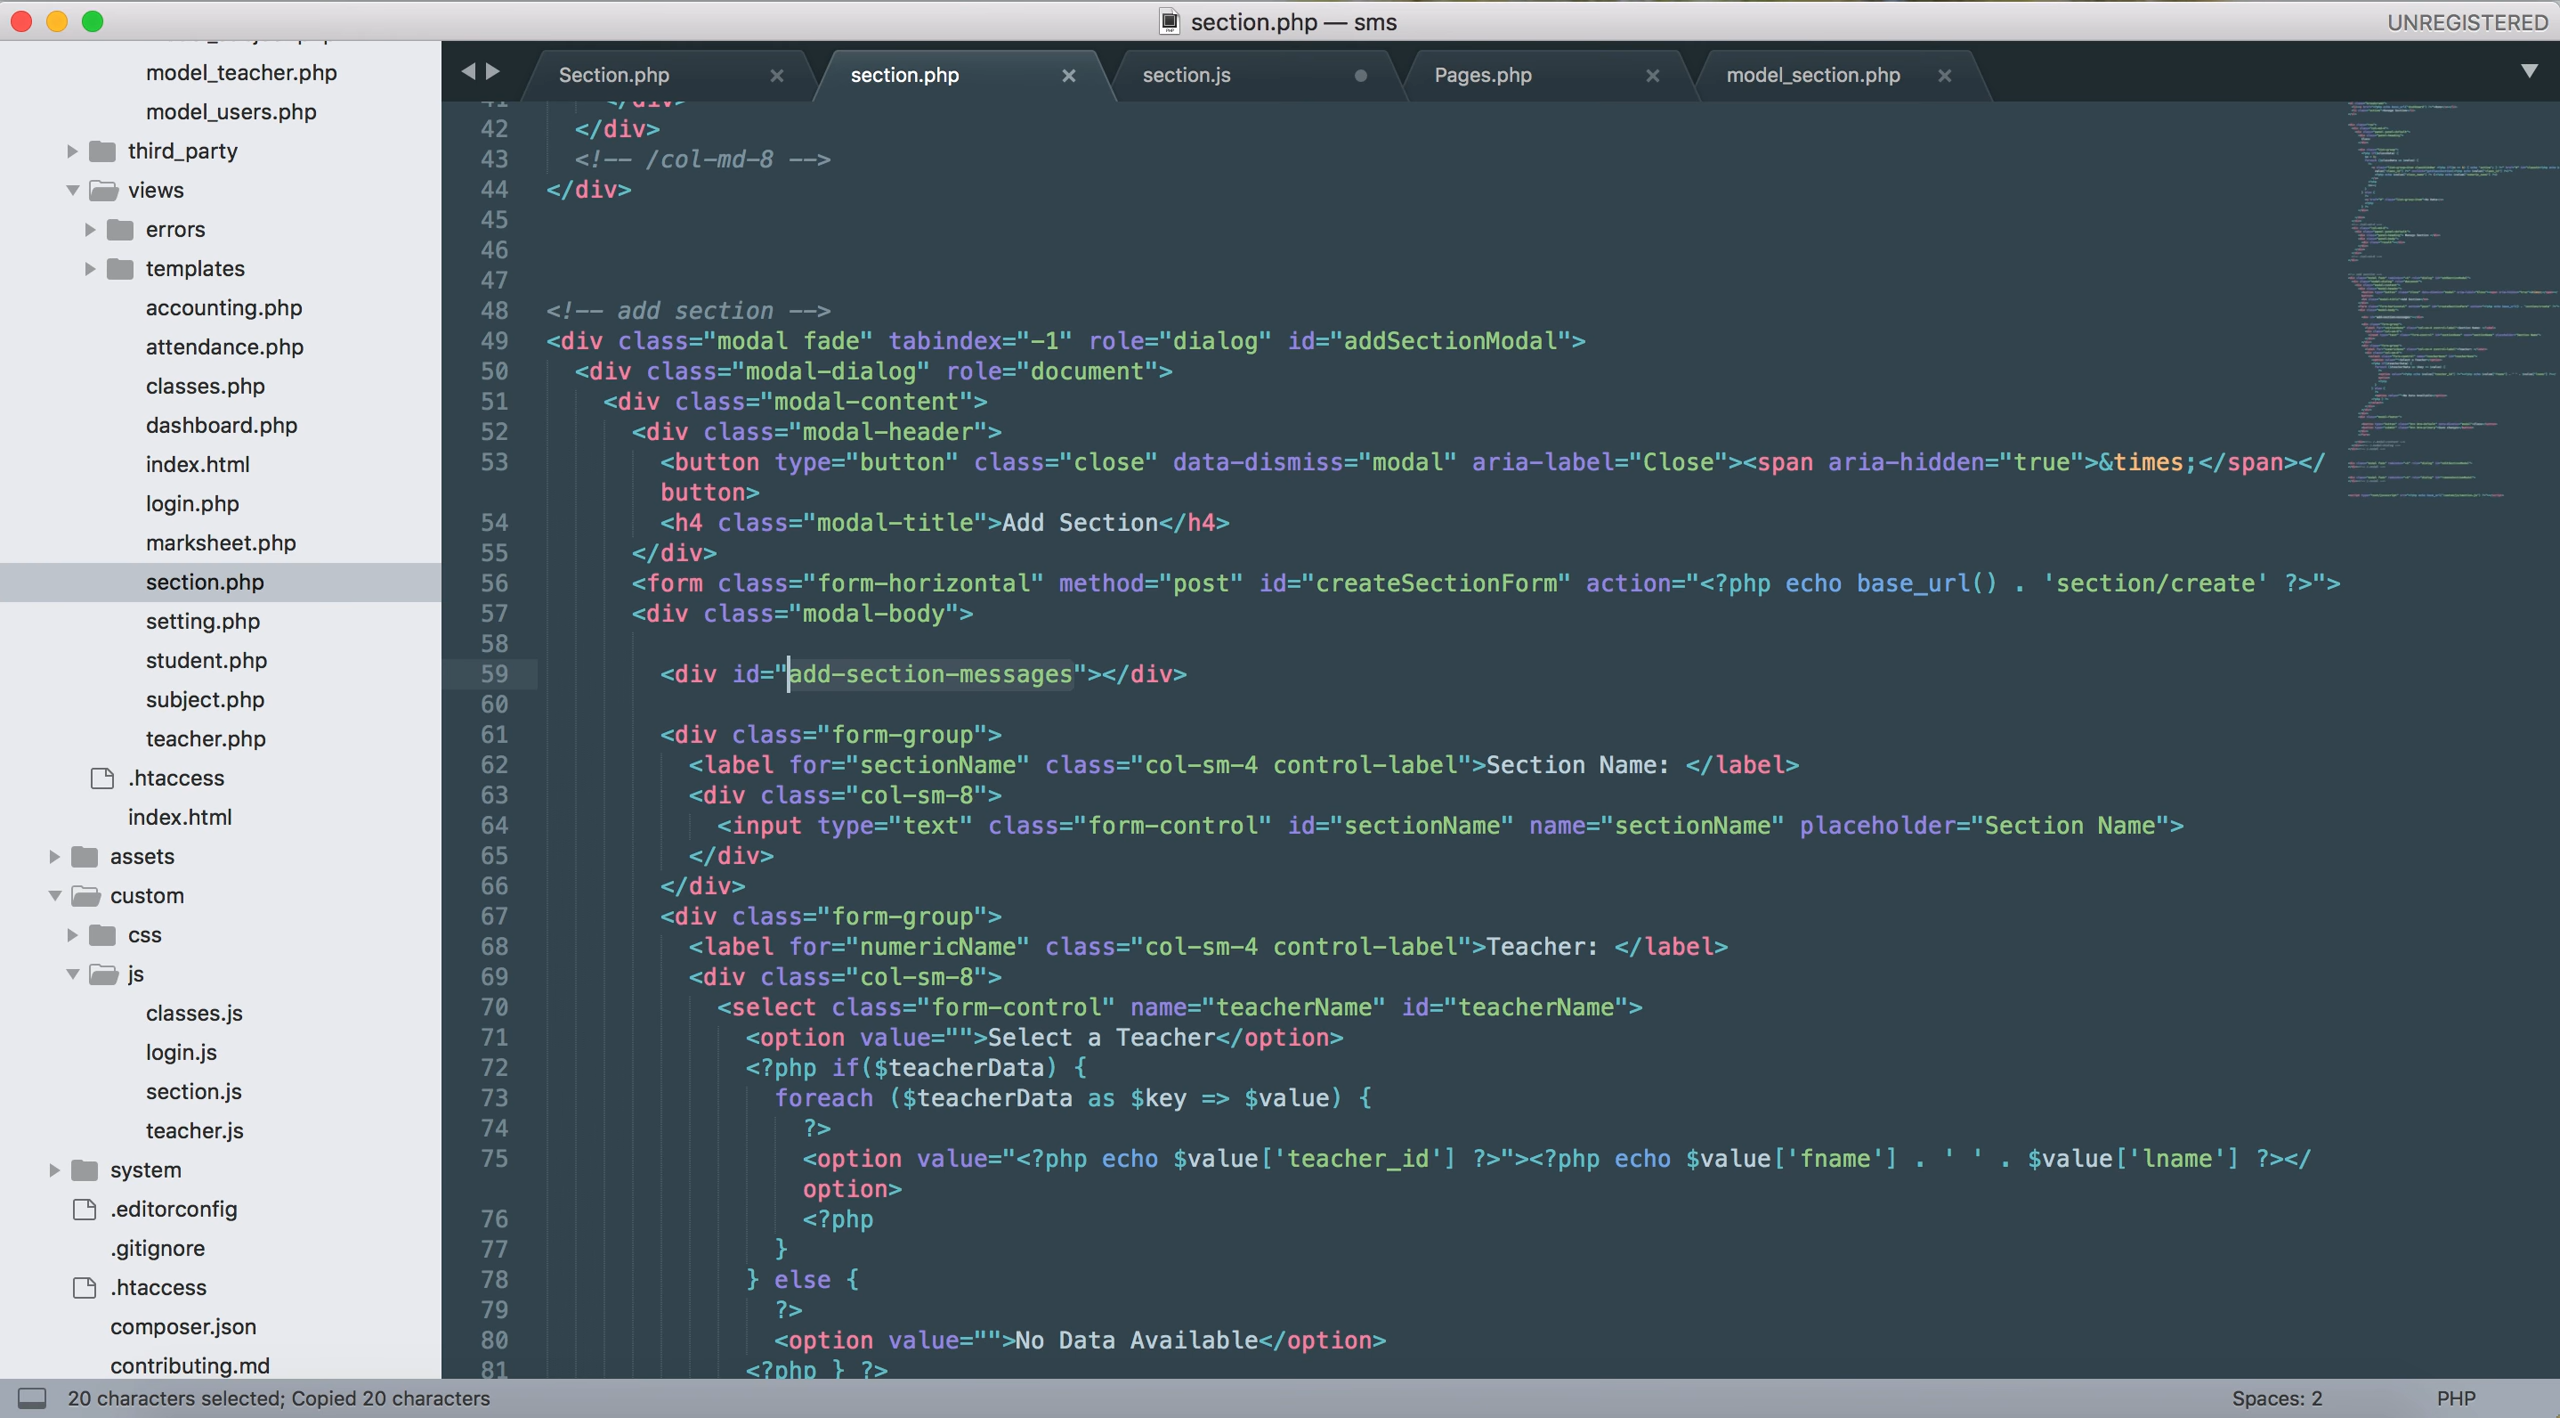 section.php — sms
UNREGISTERED
model_teacher.php
model_users.php
third_party
views
errors
templates
accounting.php
attendance.php
classes.php
dashboard.php
index.html
login.php
marksheet.php
section.php
setting.php
student.php
subject.php
teacher.php
.htaccess
index.html
assets
custom
css
js
classes.js
login.js
section.js
teacher.js
system
.editorconfig
.gitignore
.htaccess
composer.json
contributing.md
Section.php
section.php
section.js
Pages.php
model_section.php
41 </div>
42 </div>
43 <!-- /col-md-8 -->
44 </div>
45
46
47
48 <!-- add section -->
49 <div class="modal fade" tabindex="-1" role="dialog" id="addSectionModal">
50 <div class="modal-dialog" role="document">
51 <div class="modal-content">
52 <div class="modal-header">
53 <button type="button" class="close" data-dismiss="modal" aria-label="Close"><span aria-hidden="true">&times;</span></
button>
54 <h4 class="modal-title">Add Section</h4>
55 </div>
56 <form class="form-horizontal" method="post" id="createSectionForm" action="<?php echo base_url() . 'section/create' ?>">
57 <div class="modal-body">
58
59 <div id="add-section-messages"></div>
60
61 <div class="form-group">
62 <label for="sectionName" class="col-sm-4 control-label">Section Name: </label>
63 <div class="col-sm-8">
64 <input type="text" class="form-control" id="sectionName" name="sectionName" placeholder="Section Name">
65 </div>
66 </div>
67 <div class="form-group">
68 <label for="numericName" class="col-sm-4 control-label">Teacher: </label>
69 <div class="col-sm-8">
70 <select class="form-control" name="teacherName" id="teacherName">
71 <option value="">Select a Teacher</option>
72 <?php if($teacherData) {
73 foreach ($teacherData as $key => $value) {
74 ?>
75 <option value="<?php echo $value['teacher_id'] ?>"><?php echo $value['fname'] . ' ' . $value['lname'] ?></
option>
76 <?php
77 }
78 } else {
79 ?>
80 <option value="">No Data Available</option>
81 <?php } ?>
20 characters selected; Copied 20 characters
Spaces: 2
PHP